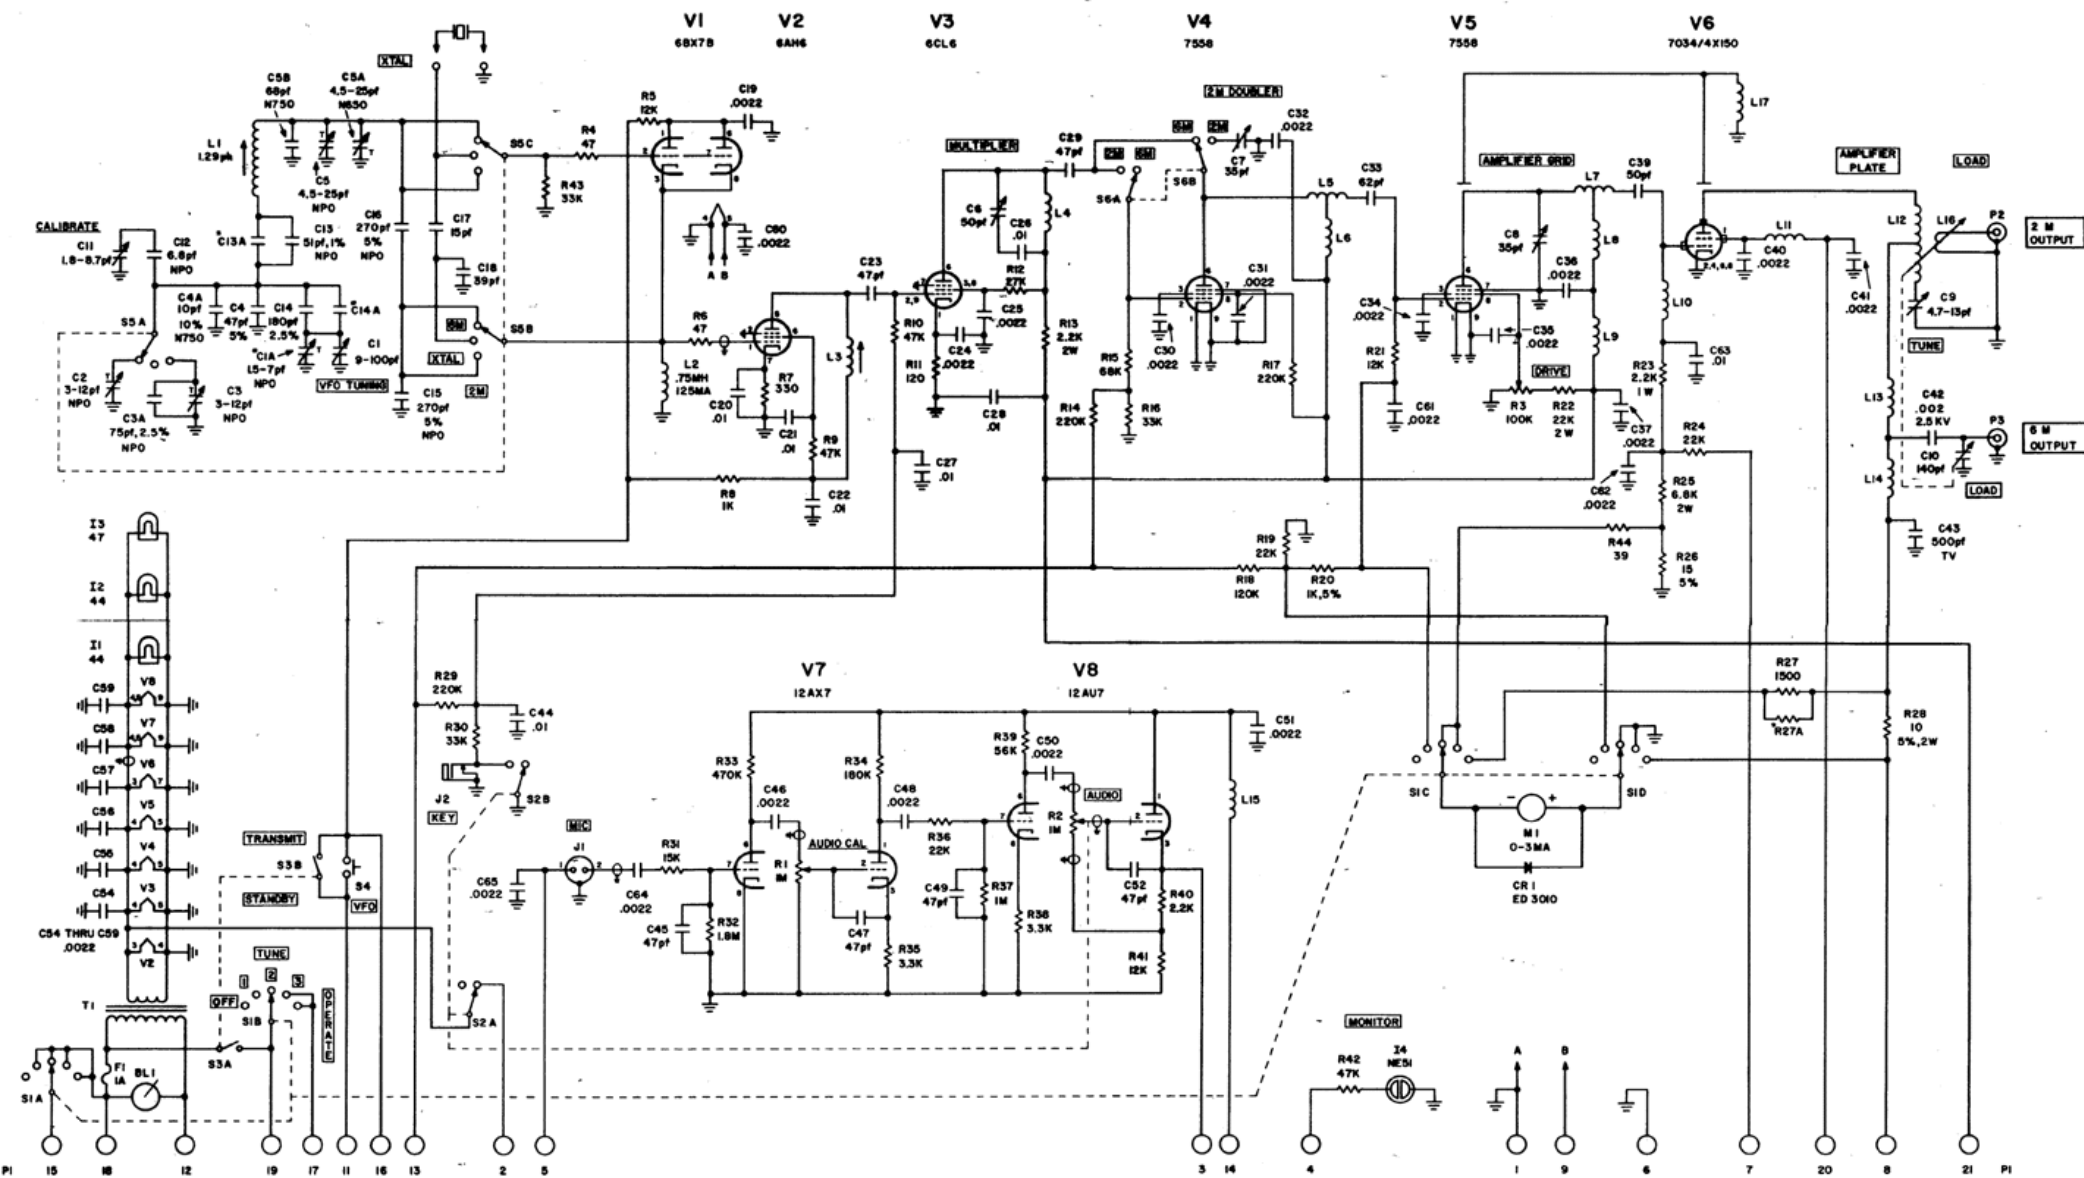 V1
6BX7B
V2
6AH6
V3
6CL6
V4
7558
V5
7558
V6
7034/4X150
XTAL
C5B
68pf
N750
C5A
4.5-25pf
N650
L1
1.29μh
C5
4.5-25pf
NPO
S5C
R4
47
R43
33K
R5
12K
C19
.0022
CALIBRATE
C11
1.8-8.7pf
C12
6.8pf
NPO
*C13A
C13
51pf, 1%
NPO
C16
270pf
5%
NPO
C17
15pf
C18
39pf
C4A
10pf
10%
N750
C4
47pf
5%
C14
180pf
2.5%
*C14A
S5A
*C1A
1.5-7pf
NPO
C1
9-100pf
VFO TUNING
C2
3-12pf
NPO
C3A
75pf, 2.5%
NPO
C3
3-12pf
NPO
C15
270pf
5%
NPO
6M
XTAL
2M
S5B
R6
47
L2
.75MH
125MA
A B
C60
.0022
C20
.01
R7
330
C21
.01
R9
47K
C22
.01
R8
1K
L3
C23
47pf
R10
47K
R11
120
C24
.0022
C25
.0022
C27
.01
C28
.01
MULTIPLIER
C6
50pf
C26
.01
L4
R12
27K
R13
2.2K
2W
C29
47pf
2M DOUBLER
6M 2M
2M 6M
S6A
S6B
C7
35pf
C32
.0022
L5
L6
C33
62pf
C30
.0022
C31
.0022
R15
68K
R14
220K
R16
33K
R17
220K
C34
.0022
R21
12K
C61
.0022
AMPLIFIER GRID
C8
35pf
C36
.0022
C35
.0022
L7
L8
L9
C39
50pf
DRIVE
R3
100K
R22
22K
2W
C37
.0022
L17
L10
R23
2.2K
1W
C63
.01
R24
22K
C62
.0022
R25
6.8K
2W
R44
39
R26
15
5%
L11
C40
.0022
C41
.0022
AMPLIFIER
PLATE
LOAD
L12
L16
P2
2 M
OUTPUT
C9
4.7-13pf
TUNE
L13
C42
.002
2.5KV
P3
6 M
OUTPUT
C10
140pf
L14
LOAD
C43
500pf
TV
R19
22K
R18
120K
R20
1K, 5%
I3
47
I2
44
I1
44
C59
V8
C58
V7
C57
V6
C56
V5
C55
V4
C54
V3
C54 THRU C59
.0022
V2
T1
TRANSMIT
S3B
STANDBY
S4
VFO
TUNE
1 2 3
OFF
OPERATE
S1B
S3A
S1A
F1
1A
BL1
R29
220K
R30
33K
C44
.01
J2
KEY
S2B
S2A
V7
12AX7
V8
12AU7
MIC
J1
C65
.0022
C64
.0022
R31
15K
C45
47pf
R32
1.8M
R33
470K
C46
.0022
AUDIO CAL
R1
1M
C47
47pf
R34
180K
C48
.0022
R35
3.3K
R36
22K
C49
47pf
R37
1M
R38
3.3K
R39
56K
C50
.0022
R2
1M
AUDIO
C52
47pf
R40
2.2K
R41
12K
C51
.0022
L15
S1C
S1D
M1
0-3MA
CR1
ED 3010
R27
1500
*R27A
R28
10
5%, 2W
MONITOR
R42
47K
I4
NE51
A
B
P1 15 18 12 19 17 11 16 13 2 5 3 14 4 1 9 6 7 20 8 21 P1